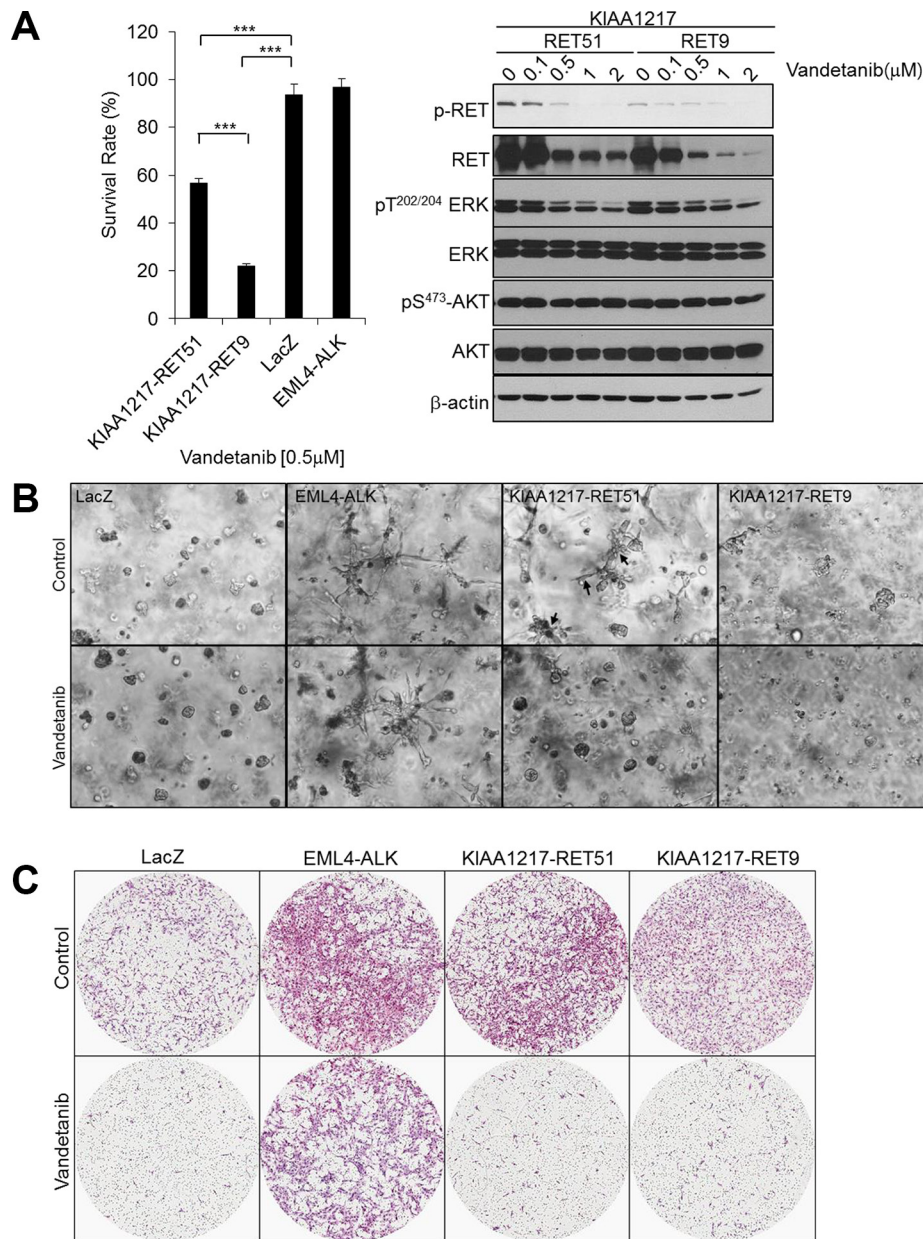 A
120
100
80
60
40
20
0
Survival Rate (%)
***
***
***
KIAA1217-RET51
KIAA1217-RET9
LacZ
EML4-ALK
Vandetanib [0.5μM]
KIAA1217
RET51 RET9
0 0.1 0.5 1 2 0 0.1 0.5 1 2 Vandetanib(μM)
p-RET
RET
pT202/204 ERK
ERK
pS473-AKT
AKT
β-actin
B
LacZ EML4-ALK KIAA1217-RET51 KIAA1217-RET9
Control
Vandetanib
C
LacZ EML4-ALK KIAA1217-RET51 KIAA1217-RET9
Control
Vandetanib